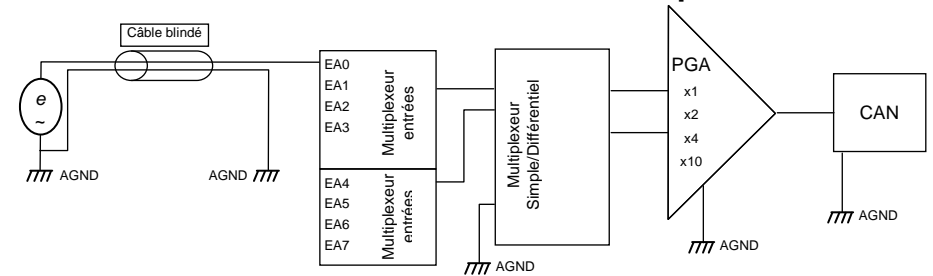 Câble blindé
e
~
AGND
AGND
EA0
EA1
EA2
EA3
Multiplexeur
entrées
EA4
EA5
EA6
EA7
Multiplexeur
entrées
Multiplexeur
Simple/Différentiel
AGND
PGA
x1
x2
x4
x10
AGND
CAN
AGND